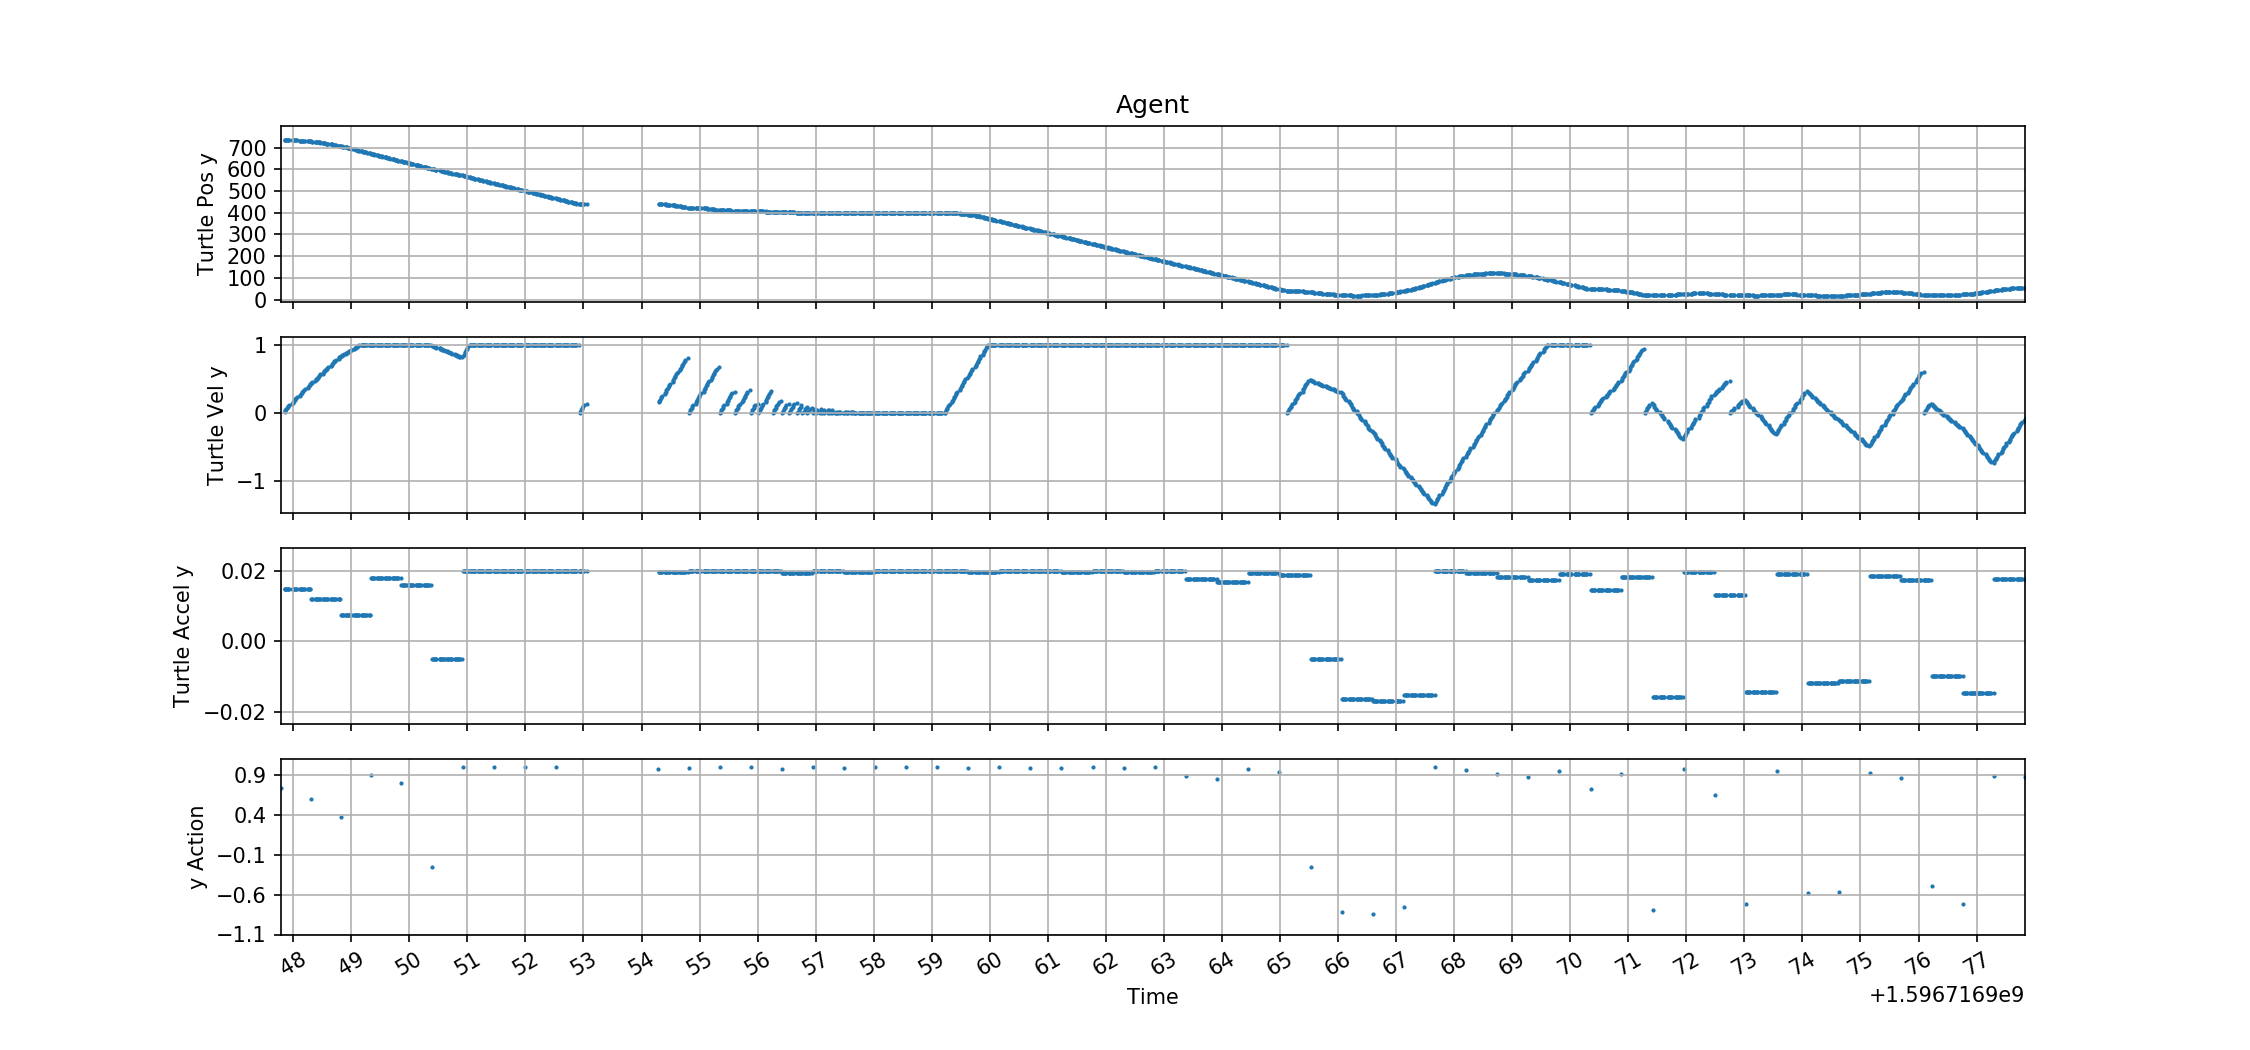 Agent
Turtle Pos y
700
600
500
400
300
200
100
0
Turtle Vel y
1
0
−1
Turtle Accel y
0.02
0.00
−0.02
y Action
0.9
0.4
−0.1
−0.6
−1.1
48 49 50 51 52 53 54 55 56 57 58 59 60 61 62 63 64 65 66 67 68 69 70 71 72 73 74 75 76 77
Time
+1.5967169e9